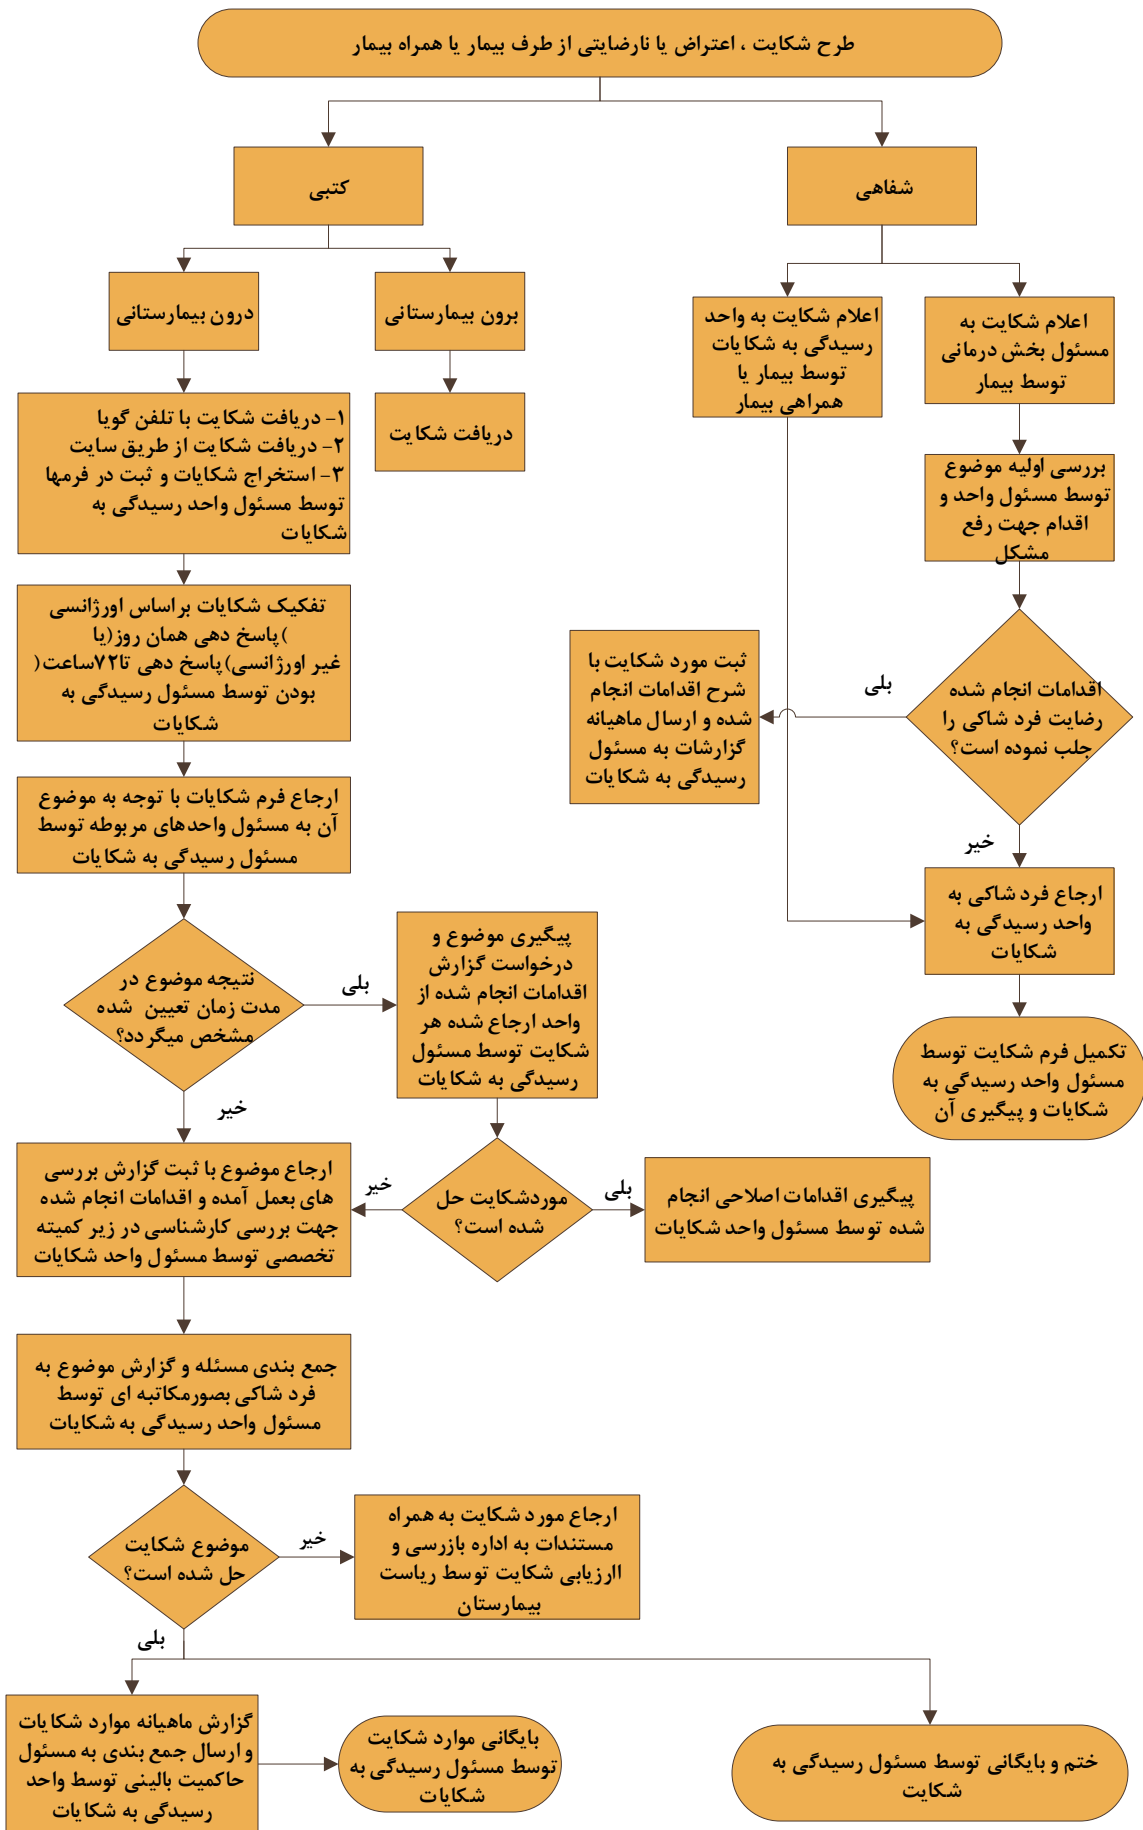 طرح شکایت ، اعتراض یا نارضایتی از طرف بیمار یا همراه بیمار
شفاهی
کتبی
اعلام شکایت به
مسئول بخش درمانی
توسط بیمار
اعلام شکایت به واحد
رسیدگی به شکایات
توسط بیمار یا
همراهی بیمار
برون بیمارستانی
درون بیمارستانی
دریافت شکایت
۱- دریافت شکایت با تلفن گویا
۲- دریافت شکایت از طریق سایت
۳- استخراج شکایات و ثبت در فرمها
توسط مسئول واحد رسیدگی به
شکایات
بررسی اولیه موضوع
توسط مسئول واحد و
اقدام جهت رفع
مشکل
تفکیک شکایات براساس اورژانسی
)پاسخ دهی همان روز(یا
غیر اورژانسی)پاسخ دهی تا۷۲ساعت(
بودن توسط مسئول رسیدگی به
شکایات
اقدامات انجام شده
رضایت فرد شاکی را
جلب نموده است؟
بلی
ثبت مورد شکایت با
شرح اقدامات انجام
شده و ارسال ماهیانه
گزارشات به مسئول
رسیدگی به شکایات
خیر
ارجاع فرم شکایات با توجه به موضوع
آن به مسئول واحدهای مربوطه توسط
مسئول رسیدگی به شکایات
ارجاع فرد شاکی به
واحد رسیدگی به
شکایات
نتیجه موضوع در
مدت زمان تعیین شده
مشخص میگردد؟
بلی
پیگیری موضوع و
درخواست گزارش
اقدامات انجام شده از
واحد ارجاع شده هر
شکایت توسط مسئول
رسیدگی به شکایات
تکمیل فرم شکایت توسط
مسئول واحد رسیدگی به
شکایات و پیگیری آن
خیر
ارجاع موضوع با ثبت گزارش بررسی
های بعمل آمده و اقدامات انجام شده
جهت بررسی کارشناسی در زیر کمیته
تخصصی توسط مسئول واحد شکایات
خیر
موردشکایت حل
شده است؟
بلی
پیگیری اقدامات اصلاحی انجام
شده توسط مسئول واحد شکایات
جمع بندی مسئله و گزارش موضوع به
فرد شاکی بصورمکاتبه ای توسط
مسئول واحد رسیدگی به شکایات
موضوع شکایت
حل شده است؟
خیر
ارجاع مورد شکایت به همراه
مستندات به اداره بازرسی و
اارزیابی شکایت توسط ریاست
بیمارستان
بلی
گزارش ماهیانه موارد شکایات
و ارسال جمع بندی به مسئول
حاکمیت بالینی توسط واحد
رسیدگی به شکایات
بایگانی موارد شکایت
توسط مسئول رسیدگی به
شکایات
ختم و بایگانی توسط مسئول رسیدگی به
شکایت